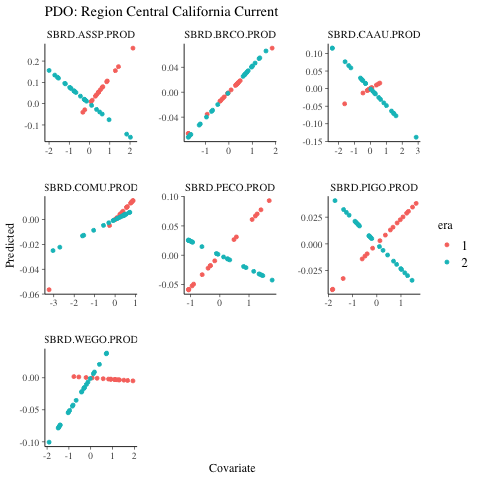 PDO: Region Central California Current
SBRD.ASSP.PROD
SBRD.BRCO.PROD
SBRD.CAAU.PROD
0.2
0.1
0.0
-0.1
-2 -1 0 1 2
0.04
0.00
-0.04
-1 0 1 2
0.10
0.05
0.00
-0.05
-0.10
-0.15
-2 -1 0 1 2 3
SBRD.COMU.PROD
SBRD.PECO.PROD
SBRD.PIGO.PROD
0.00
-0.02
-0.04
-0.06
-3 -2 -1 0 1
0.10
0.05
0.00
-0.05
-1 0 1 2
0.025
0.000
-0.025
-2 -1 0 1 2
SBRD.WEGO.PROD
0.00
-0.05
-0.10
-2 -1 0 1 2
Predicted
Covariate
era
1
2